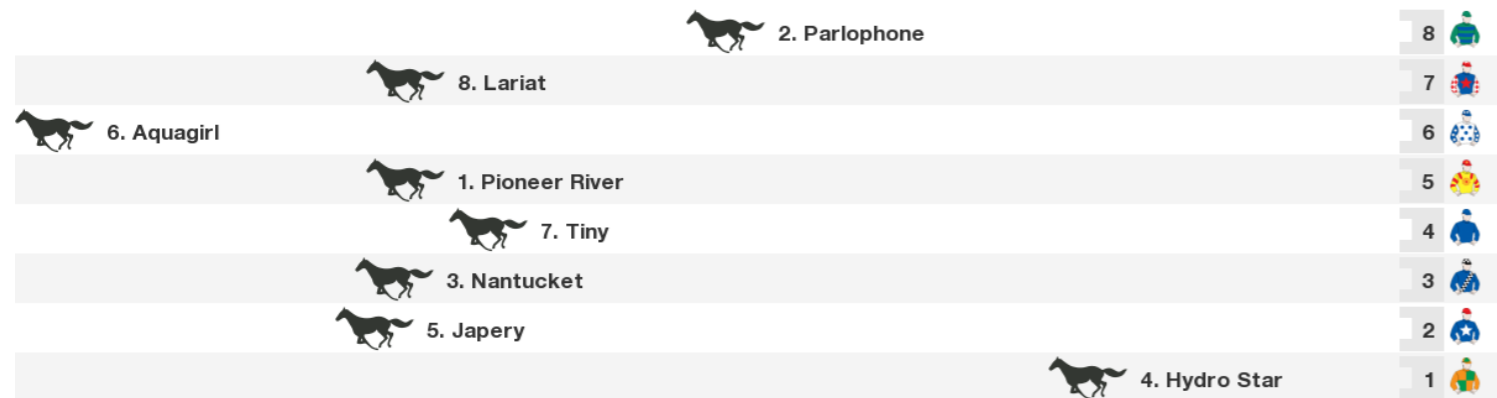 2. Parlophone 8
8. Lariat 7
6. Aquagirl 6
1. Pioneer River 5
7. Tiny 4
3. Nantucket 3
5. Japery 2
4. Hydro Star 1